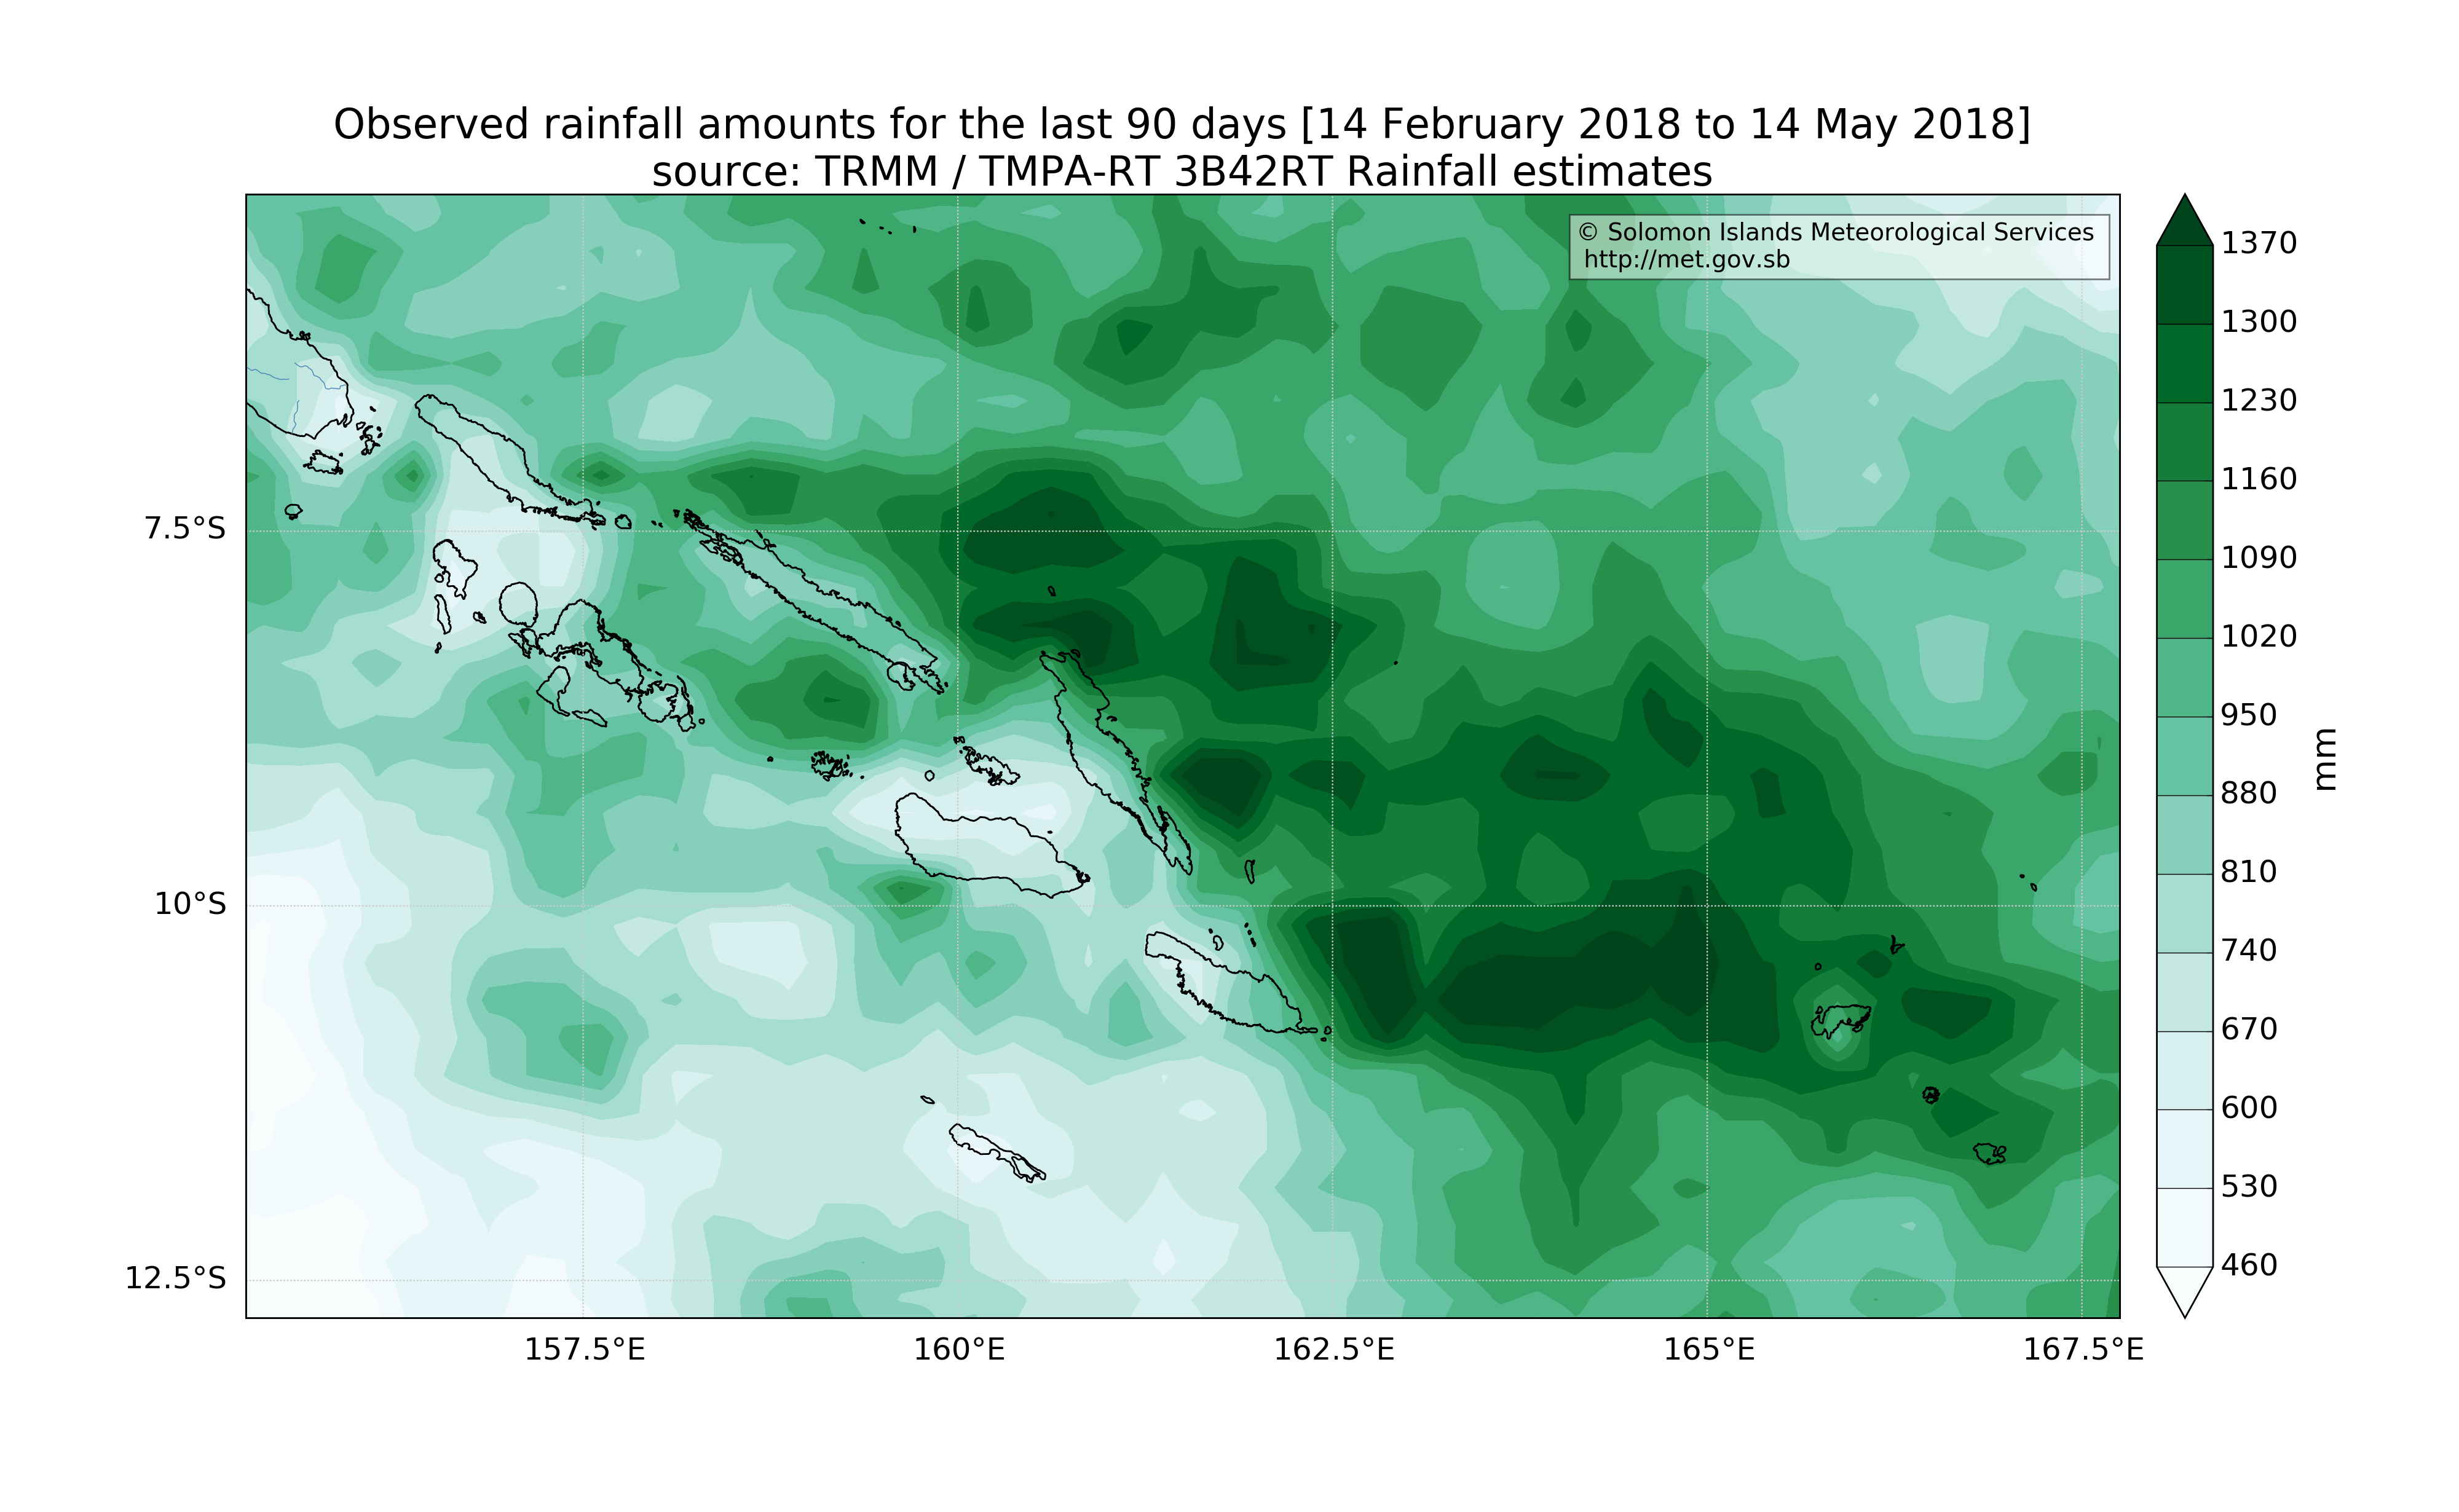 Observed rainfall amounts for the last 90 days [14 February 2018 to 14 May 2018]
source: TRMM / TMPA-RT 3B42RT Rainfall estimates
© Solomon Islands Meteorological Services
http://met.gov.sb
7.5°S
10°S
12.5°S
157.5°E
160°E
162.5°E
165°E
167.5°E
1370
1300
1230
1160
1090
1020
950
880
810
740
670
600
530
460
mm